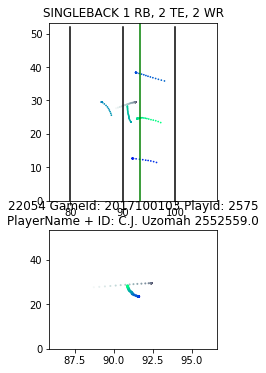 SINGLEBACK 1 RB, 2 TE, 2 WR
50
40
30
20
10
0
80 90 100
22054 GameId: 2017100103 PlayId: 2575
PlayerName + ID: C.J. Uzomah 2552559.0
40
20
0
87.5 90.0 92.5 95.0